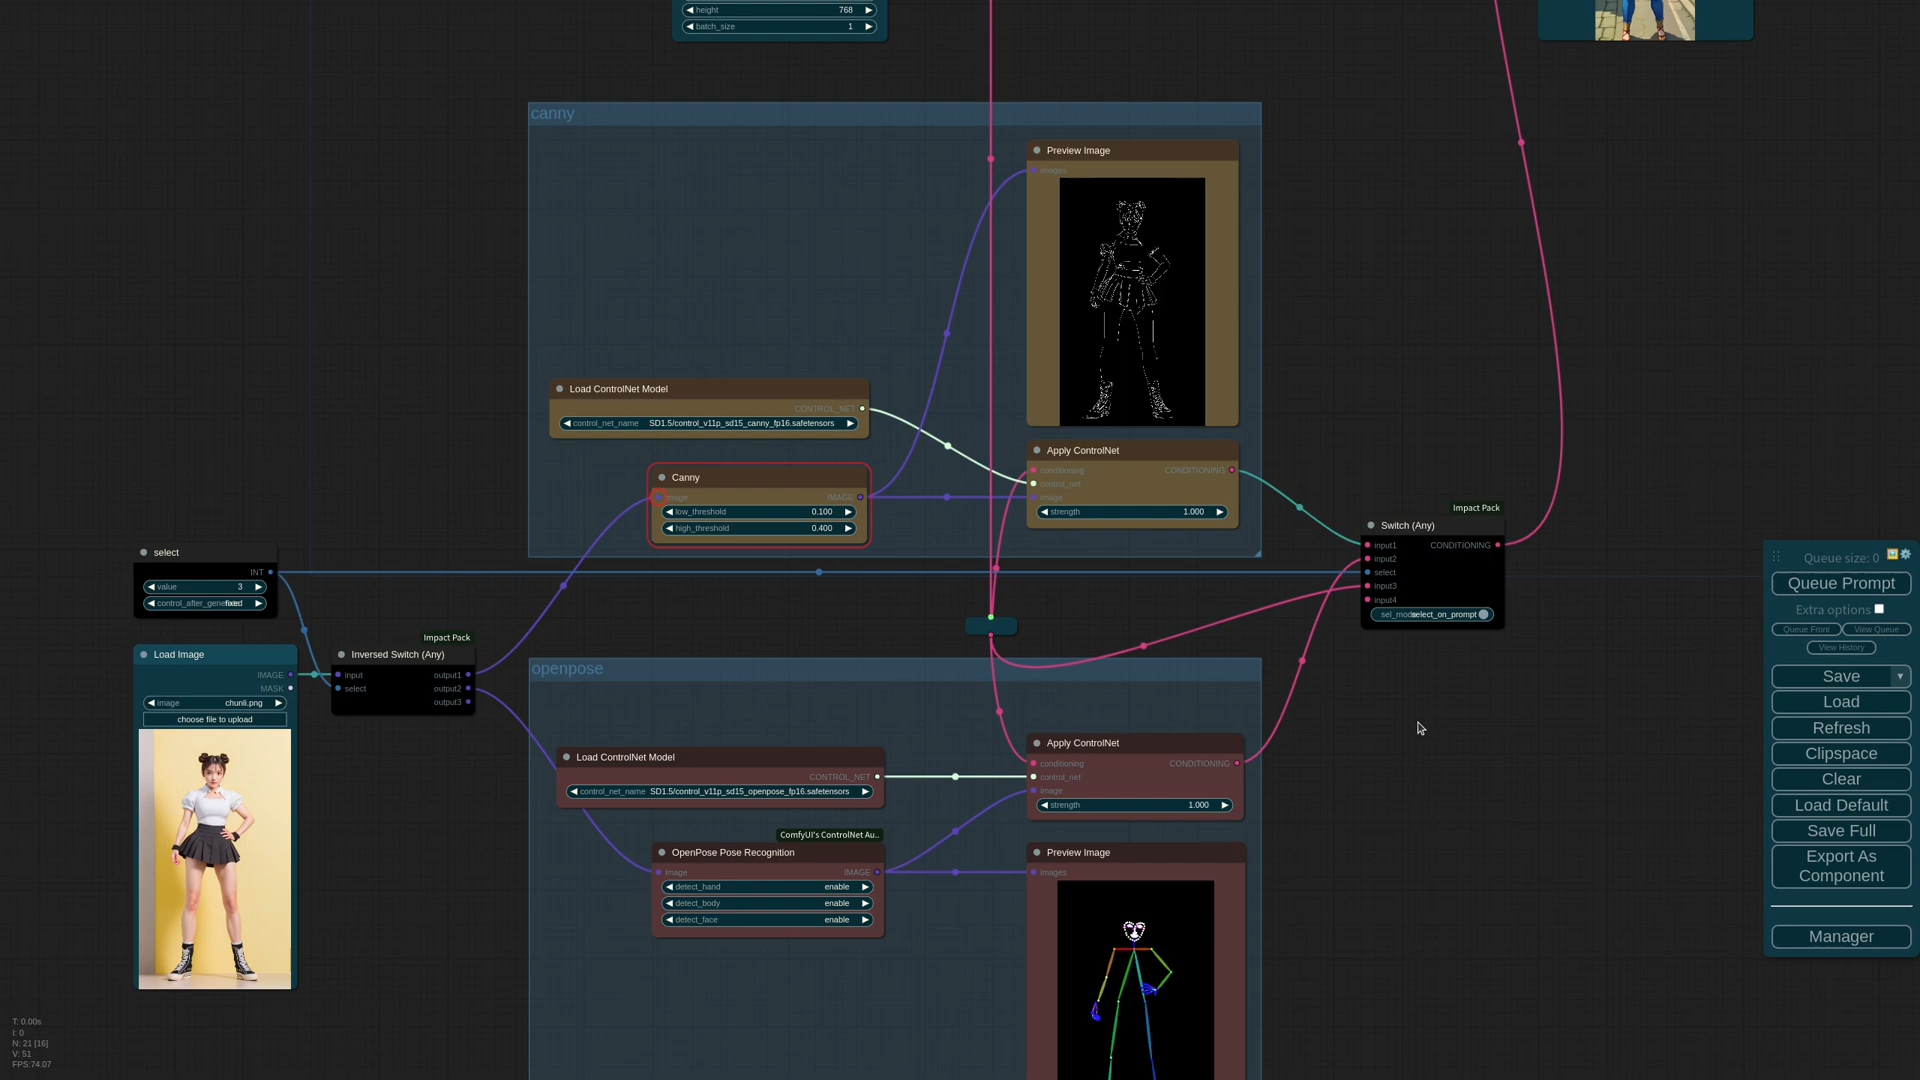 height 768
batch_size 1
canny
Preview Image
images
Load ControlNet Model
CONTROL_NET
control_net_name SD1.5/control_v11p_sd15_canny_fp16.safetensors
Apply ControlNet
conditioning CONDITIONING
control_net
image
strength 1.000
Canny
image IMAGE
low_threshold 0.100
high_threshold 0.400
Impact Pack
Switch (Any)
input1 CONDITIONING
input2
select
input3
input4
select_on_prompt
select
INT
value 3
fixed
Load Image
IMAGE
MASK
image chunli.png
choose file to upload
Impact Pack
Inversed Switch (Any)
input output1
select output2
output3
openpose
Load ControlNet Model
CONTROL_NET
control_net_name SD1.5/control_v11p_sd15_openpose_fp16.safetensors
Apply ControlNet
conditioning CONDITIONING
control_net
image
strength 1.000
ComfyUI's ControlNet Au..
OpenPose Pose Recognition
image IMAGE
detect_hand enable
detect_body enable
detect_face enable
Preview Image
images
Queue size: 0
Queue Prompt
Extra options
Queue Front View Queue
View History
Save
Load
Refresh
Clipspace
Clear
Load Default
Save Full
Export As
Component
Manager
T: 0.00s
I: 0
N: 21 [16]
V: 51
FPS:74.07